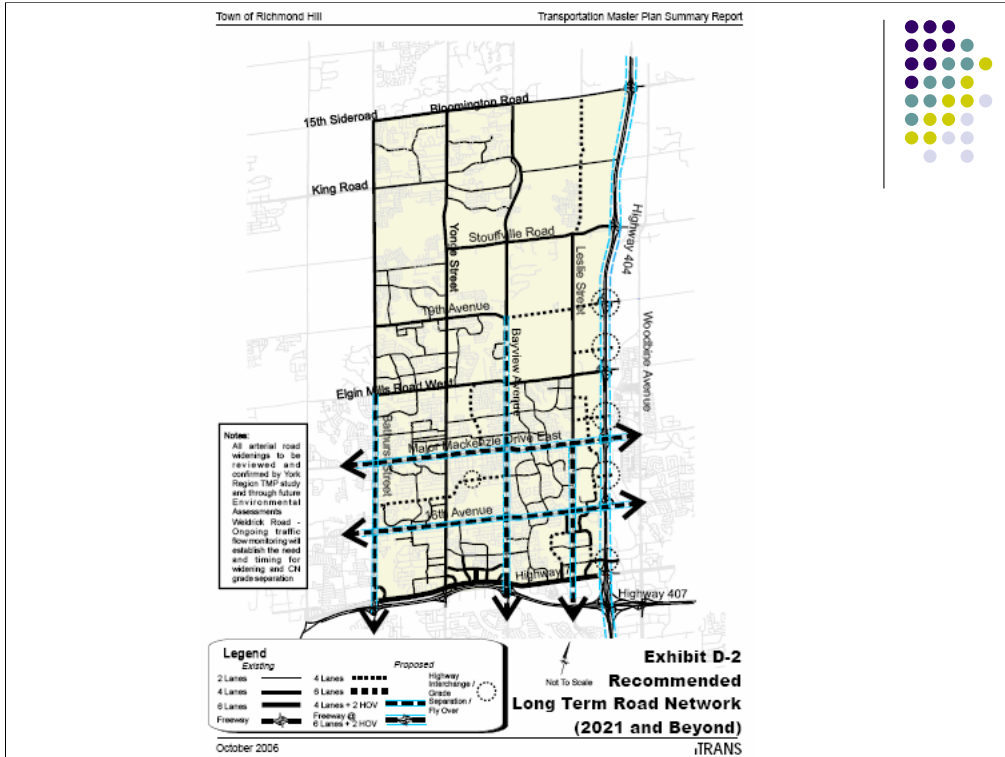 Town of Richmond Hill
Transportation Master Plan Summary Report
15th Sideroad
Bloomington Road
King Road
Yonge Street
Stouffville Road
Leslie Street
Highway 404
19th Avenue
Bayview Avenue
Woodbine Avenue
Elgin Mills Road West
Bathurst Street
Major Mackenzie Drive East
16th Avenue
Highway 7
Highway 407
Notes:
All arterial road
widenings to be
reviewed and
confirmed by York
Region TMP study
and through future
Environmental
Assessments
Weldrick Road -
Ongoing traffic
flow monitoring will
establish the need
and timing for
widening and CN
grade separation
Legend
Existing
Proposed
2 Lanes
4 Lanes
6 Lanes
Freeway
4 Lanes
6 Lanes
4 Lanes + 2 HOV
Freeway @
6 Lanes + 2 HOV
Highway
Interchange /
Grade
Separation /
Fly Over
Not To Scale
Exhibit D-2
Recommended
Long Term Road Network
(2021 and Beyond)
October 2006
iTRANS